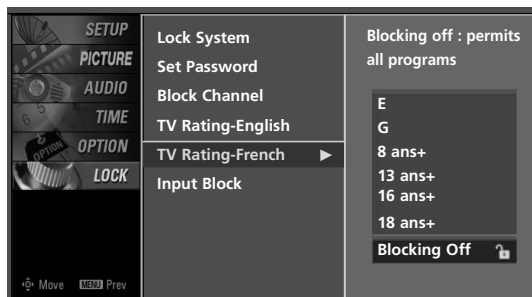 SETUP
PICTURE
AUDIO
TIME
OPTION
LOCK
Move MENU Prev
Lock System
Set Password
Block Channel
TV Rating-English
TV Rating-French ►
Input Block
Blocking off : permits
all programs
E
G
8 ans+
13 ans+
16 ans+
18 ans+
Blocking Off